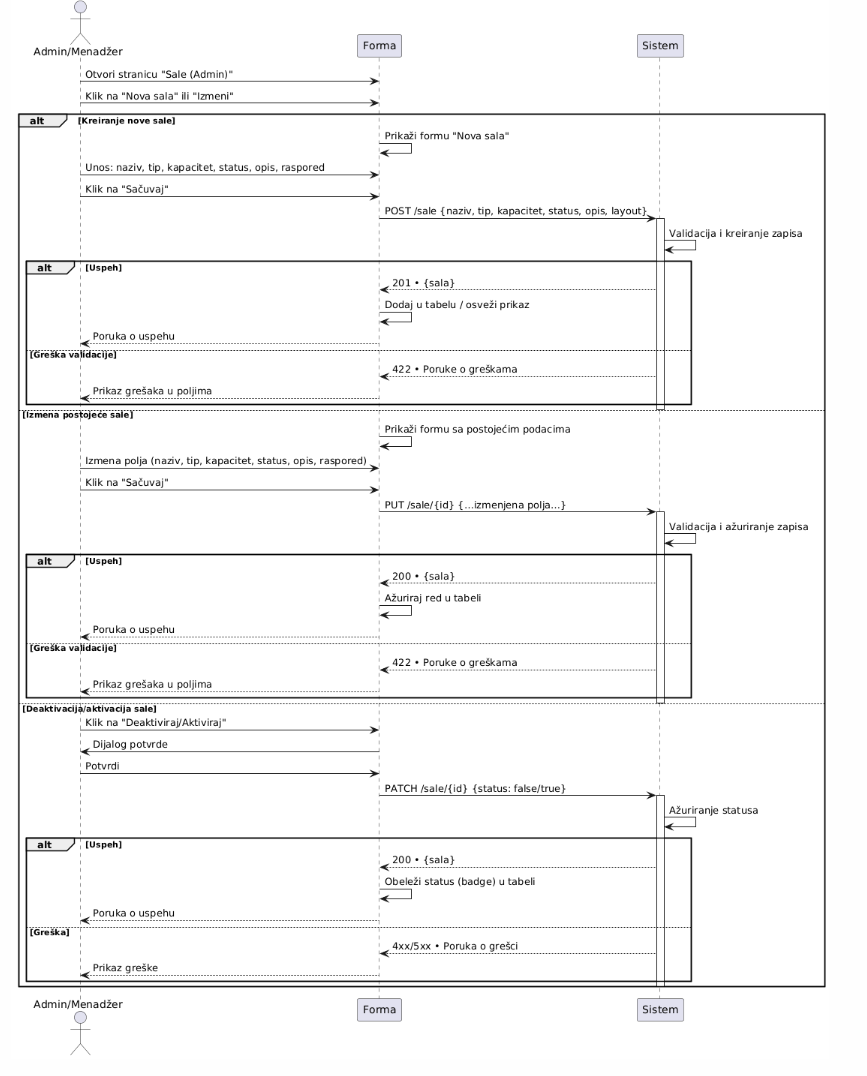 Admin/Menadžer
Forma
Sistem
Otvori stranicu "Sale (Admin)"
Klik na "Nova sala" ili "Izmeni"
alt
[Kreiranje nove sale]
Prikaži formu "Nova sala"
Unos: naziv, tip, kapacitet, status, opis, raspored
Klik na "Sačuvaj"
POST /sale {naziv, tip, kapacitet, status, opis, layout}
Validacija i kreiranje zapisa
alt
[Uspeh]
201 • {sala}
Dodaj u tabelu / osveži prikaz
Poruka o uspehu
[Greška validacije]
422 • Poruke o greškama
Prikaz grešaka u poljima
[Izmena postojeće sale]
Prikaži formu sa postojećim podacima
Izmena polja (naziv, tip, kapacitet, status, opis, raspored)
Klik na "Sačuvaj"
PUT /sale/{id} {...izmenjena polja...}
Validacija i ažuriranje zapisa
alt
[Uspeh]
200 • {sala}
Ažuriraj red u tabeli
Poruka o uspehu
[Greška validacije]
422 • Poruke o greškama
Prikaz grešaka u poljima
[Deaktivacija/aktivacija sale]
Klik na "Deaktiviraj/Aktiviraj"
Dijalog potvrde
Potvrdi
PATCH /sale/{id} {status: false/true}
Ažuriranje statusa
alt
[Uspeh]
200 • {sala}
Obeleži status (badge) u tabeli
Poruka o uspehu
[Greška]
4xx/5xx • Poruka o grešci
Prikaz greške
Admin/Menadžer
Forma
Sistem